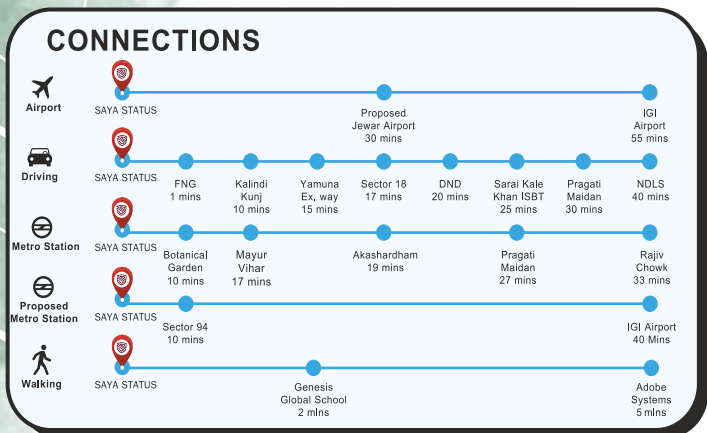 CONNECTIONS
Airport
SAYA STATUS
Proposed
Jewar Airport
30 mins
IGI
Airport
55 mins
Driving
SAYA STATUS
FNG
1 mins
Kalindi
Kunj
10 mins
Yamuna
Ex, way
15 mins
Sector 18
17 mins
DND
20 mins
Sarai Kale
Khan ISBT
25 mins
Pragati
Maidan
30 mins
NDLS
40 mins
Metro Station
SAYA STATUS
Botanical
Garden
10 mins
Mayur
Vihar
17 mins
Akashardham
19 mins
Pragati
Maidan
27 mins
Rajiv
Chowk
33 mins
Proposed
Metro Station
SAYA STATUS
Sector 94
10 mins
IGI Airport
40 Mins
Walking
SAYA STATUS
Genesis
Global School
2 mIns
Adobe
Systems
5 mIns